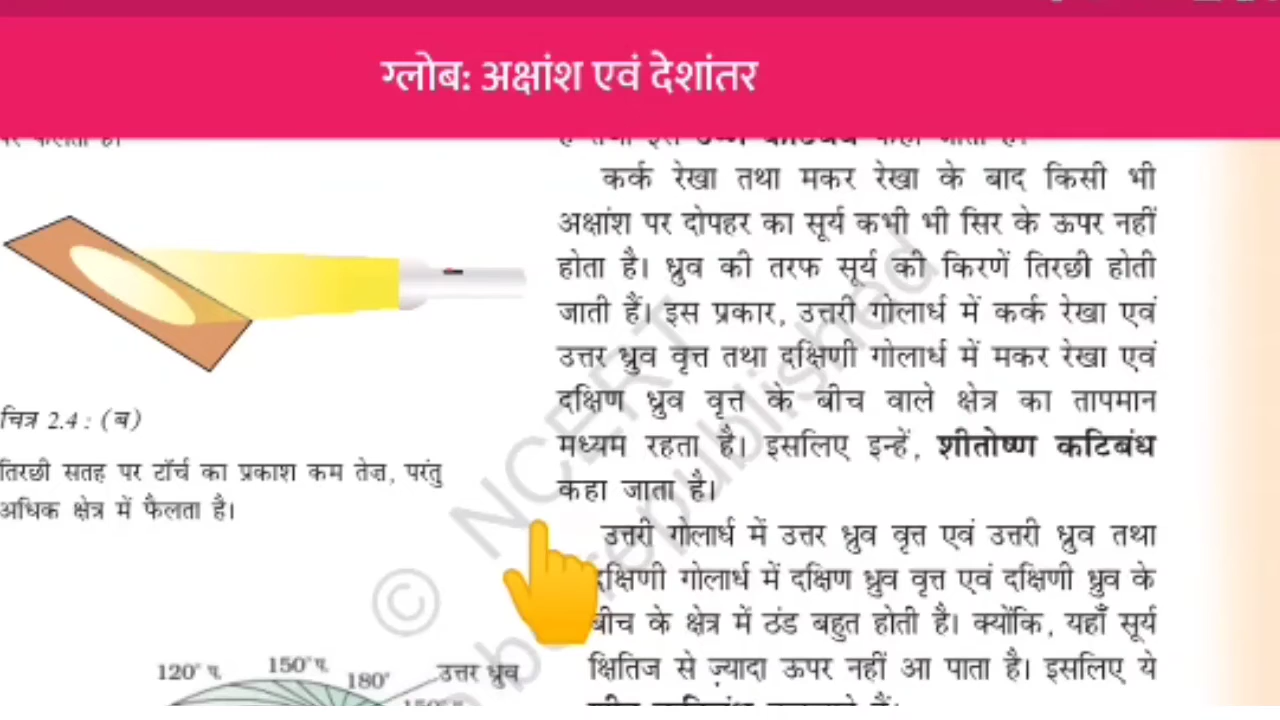 ग्लोब: अक्षांश एवं देशांतर
कर्क रेखा तथा मकर रेखा के बाद किसी भी
अक्षांश पर दोपहर का सूर्य कभी भी सिर के ऊपर नहीं
होता है। ध्रुव की तरफ सूर्य की किरणें तिरछी होती
जाती हैं। इस प्रकार, उत्तरी गोलार्ध में कर्क रेखा एवं
उत्तर ध्रुव वृत्त तथा दक्षिणी गोलार्ध में मकर रेखा एवं
दक्षिण ध्रुव वृत्त के बीच वाले क्षेत्र का तापमान
मध्यम रहता है। इसलिए इन्हें, शीतोष्ण कटिबंध
कहा जाता है।
उत्तरी गोलार्ध में उत्तर ध्रुव वृत्त एवं उत्तरी ध्रुव तथा
दक्षिणी गोलार्ध में दक्षिण ध्रुव वृत्त एवं दक्षिणी ध्रुव के
बीच के क्षेत्र में ठंड बहुत होती है। क्योंकि, यहाँ सूर्य
क्षितिज से ज़्यादा ऊपर नहीं आ पाता है। इसलिए ये
चित्र 2.4 : (ब)
तिरछी सतह पर टॉर्च का प्रकाश कम तेज़, परंतु
अधिक क्षेत्र में फैलता है।
120° प.
150° प.
180°
उत्तर ध्रुव
© NCERT
republished